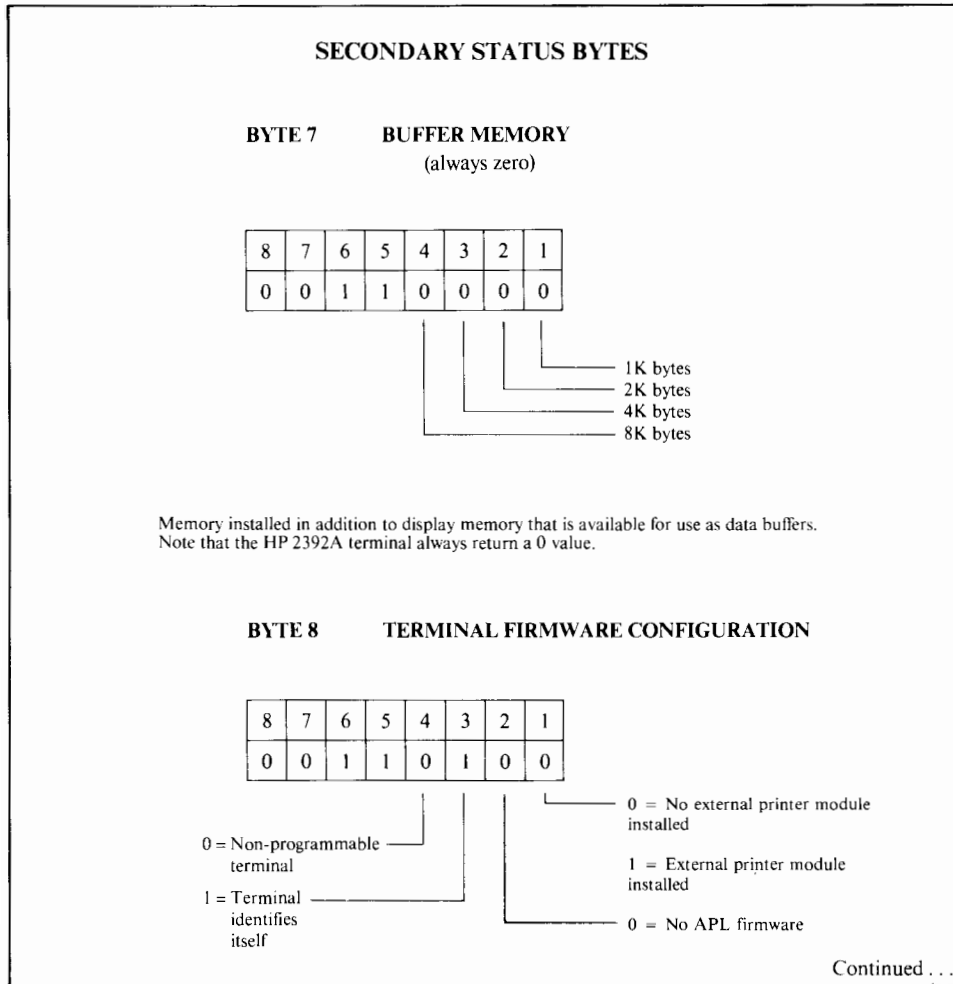 SECONDARY STATUS BYTES
BYTE 7 BUFFER MEMORY
(always zero)
8 7 6 5 4 3 2 1
0 0 1 1 0 0 0 0
1K bytes
2K bytes
4K bytes
8K bytes
Memory installed in addition to display memory that is available for use as data buffers.
Note that the HP 2392A terminal always return a 0 value.
BYTE 8 TERMINAL FIRMWARE CONFIGURATION
8 7 6 5 4 3 2 1
0 0 1 1 0 1 0 0
0 = Non-programmable
terminal
1 = Terminal
identifies
itself
0 = No external printer module
installed
1 = External printer module
installed
0 = No APL firmware
Continued . . .